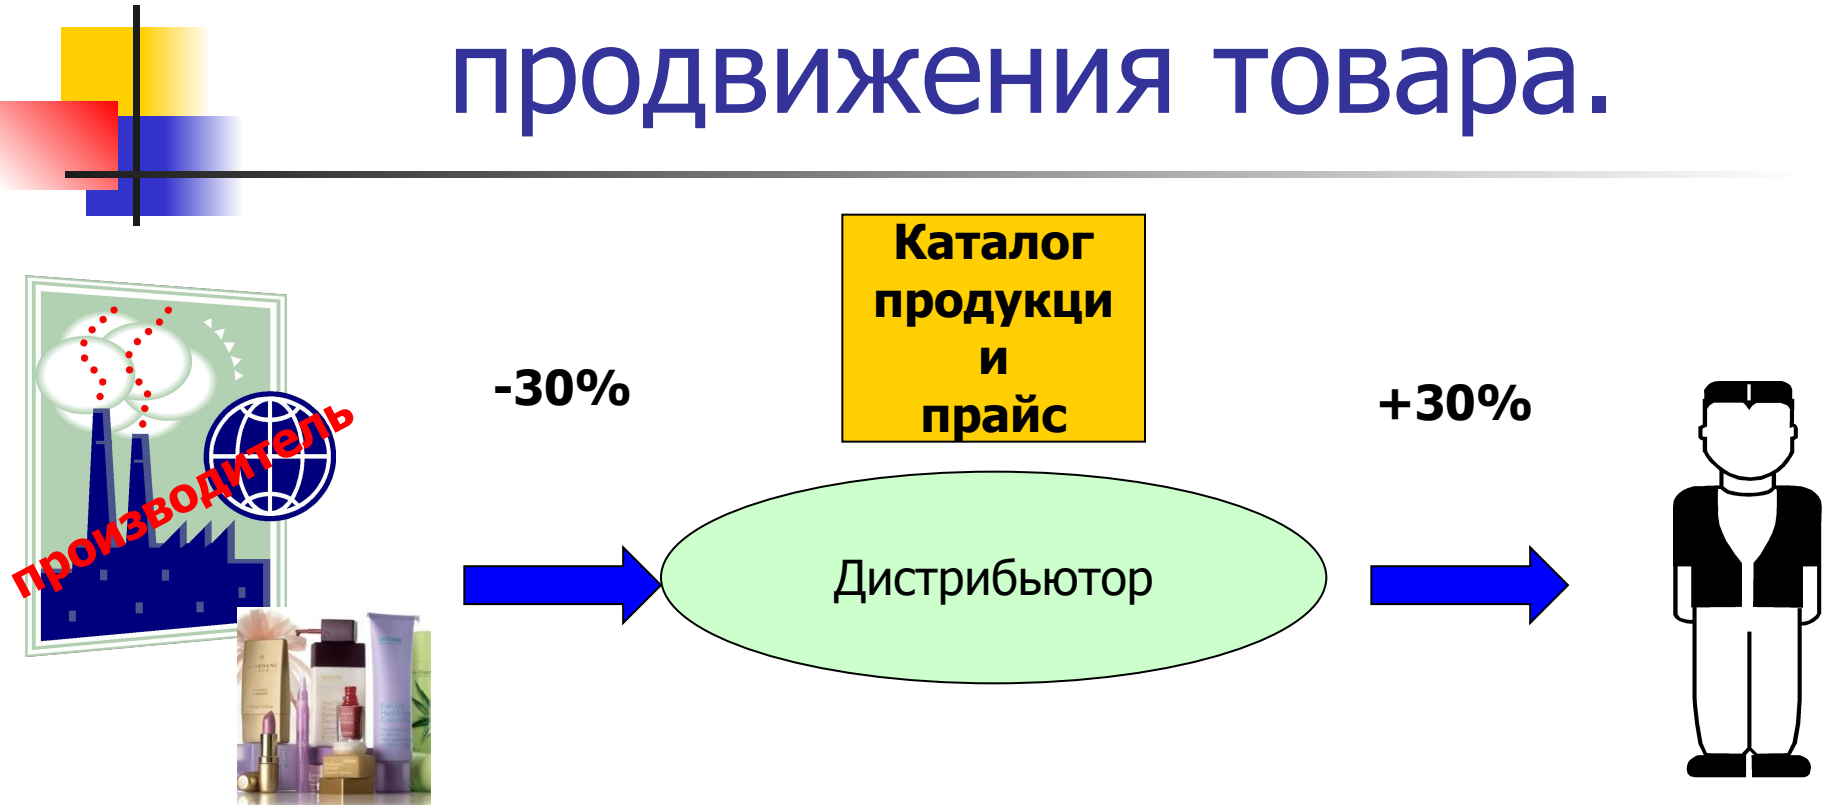 продвижения товара.
Каталог
продукци
и
прайс
-30%
+30%
производитель
Дистрибьютор